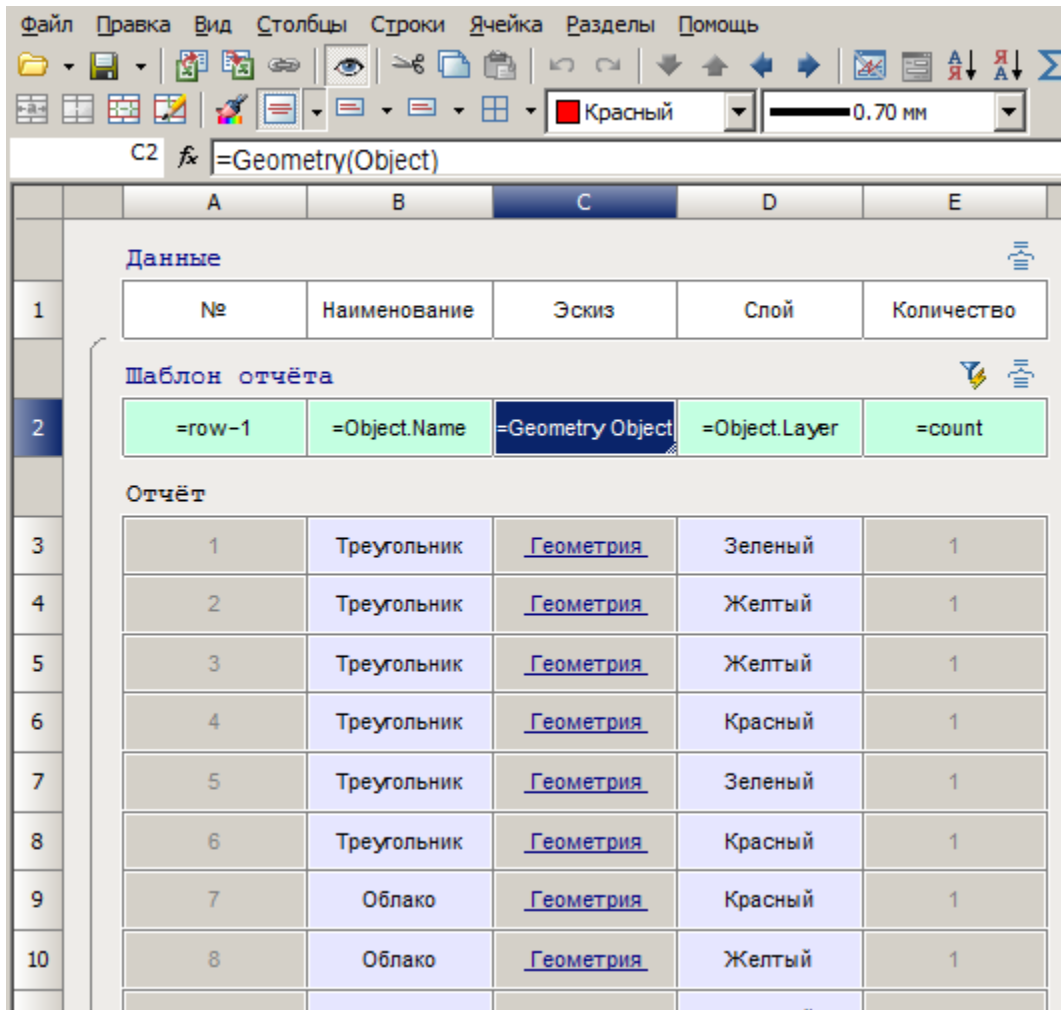 Файл Правка Вид Столбцы Строки Ячейка Разделы Помощь
А Я Я А Σ
a Красный 0.70 мм
C2 fx =Geometry(Object)
A B C D E
Данные
1 № Наименование Эскиз Слой Количество
Шаблон отчёта
2 =row-1 =Object.Name =Geometry Object =Object.Layer =count
Отчёт
3 1 Треугольник Геометрия Зеленый 1
4 2 Треугольник Геометрия Желтый 1
5 3 Треугольник Геометрия Желтый 1
6 4 Треугольник Геометрия Красный 1
7 5 Треугольник Геометрия Зеленый 1
8 6 Треугольник Геометрия Красный 1
9 7 Облако Геометрия Красный 1
10 8 Облако Геометрия Желтый 1